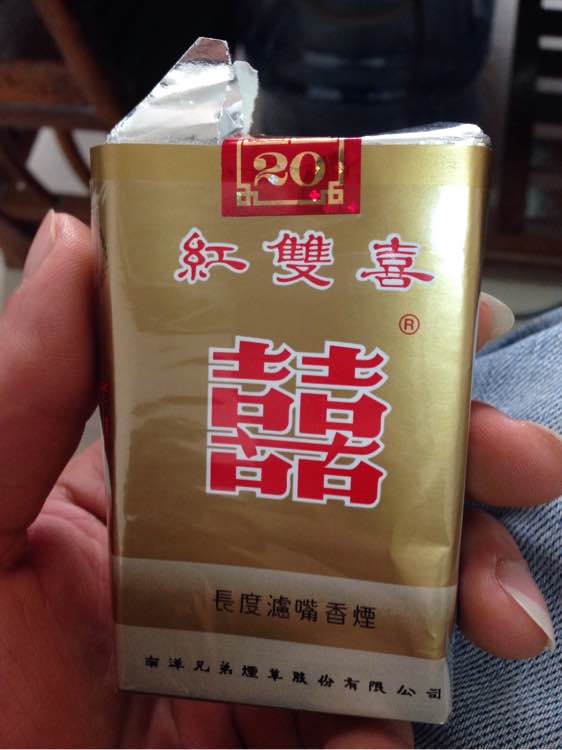 20
紅雙喜
®
囍
長度濾嘴香煙
南洋兄弟煙草股份有限公司